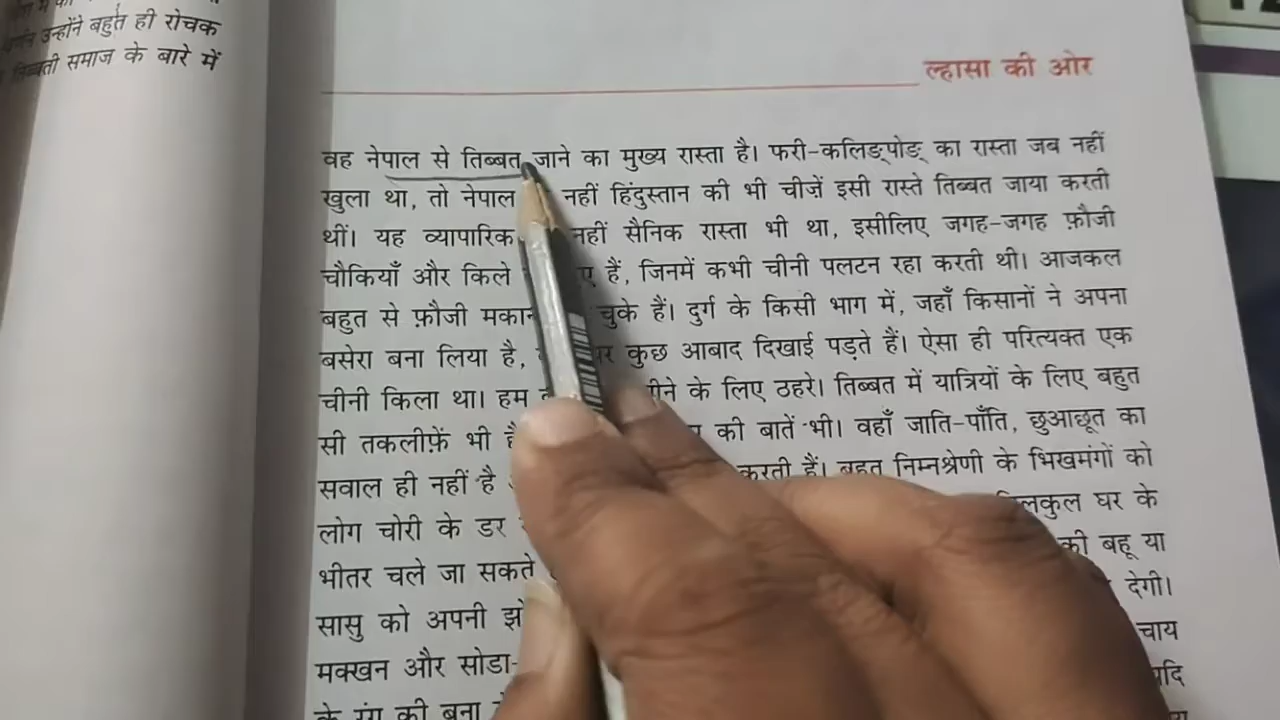 उन्होंने बहुत ही रोचक
तिब्बती समाज के बारे में
ल्हासा की ओर
वह नेपाल से तिब्बत जाने का मुख्य रास्ता है। फरी-कलिङ्पोङ् का रास्ता जब नहीं
खुला था, तो नेपाल नहीं हिंदुस्तान की भी चीज़ें इसी रास्ते तिब्बत जाया करती
थीं। यह व्यापारिक नहीं सैनिक रास्ता भी था, इसीलिए जगह-जगह फ़ौजी
चौकियाँ और किले हैं, जिनमें कभी चीनी पलटन रहा करती थी। आजकल
बहुत से फ़ौजी मकान चुके हैं। दुर्ग के किसी भाग में, जहाँ किसानों ने अपना
बसेरा बना लिया है, कुछ आबाद दिखाई पड़ते हैं। ऐसा ही परित्यक्त एक
चीनी किला था। हम के लिए ठहरे। तिब्बत में यात्रियों के लिए बहुत
सी तकलीफ़ें भी की बातें भी। वहाँ जाति-पाँति, छुआछूत का
सवाल ही नहीं है करती हैं। बहुत निम्नश्रेणी के भिखमंगों को
लोग चोरी के डर घर के
भीतर चले जा सकते की बहू या
सासु को अपनी देगी।
मक्खन और सोडा- चाय
के रंग की बना